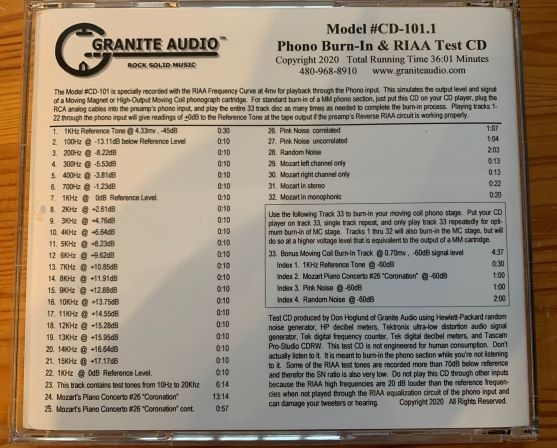 GRANITE AUDIO™
ROCK SOLID MUSIC
Model #CD-101.1
Phono Burn-In & RIAA Test CD
Copyright 2020 Total Running Time 36:01 Minutes
480-968-8910 www.graniteaudio.com
The Model #CD-101 is specially recorded with the RIAA Frequency Curve at 4mv for playback through the Phono input. This simulates the output level and signal
of a Moving Magnet or High-Output Moving Coil phonograph cartridge. For standard burn-in of a MM phono section, just put this CD on your CD player, plug the
RCA analog cables into the preamp's phono input, and play the entire 33 track disc as many times as needed to complete the burn-in process. Playing tracks 1-
22 through the phono input will give readings of ±0dB to the Reference Tone at the tape output if the preamp's Reverse RIAA circuit is working properly.
1. 1KHz Reference Tone @ 4.33mv, -45dB 0:30
2. 100Hz @ -13.11dB below Reference Level 0:10
3. 200Hz @ -8.22dB 0:10
4. 300Hz @ -5.53dB 0:10
5. 400Hz @ -3.81dB 0:10
6. 700Hz @ -1.23dB 0:10
7. 1KHz @ 0dB Reference Level. 0:10
8. 2KHz @ +2.61dB 0:10
9. 3KHz @ +4.76dB 0:10
10. 4KHz @ +6.64dB 0:10
11. 5KHz @ +8.23dB 0:10
12. 6KHz @ +9.62dB 0:10
13. 7KHz @ +10.85dB 0:10
14. 8KHz @ +11.91dB 0:10
15. 9KHz @ +12.88dB 0:10
16. 10KHz @ +13.75dB 0:10
17. 11KHz @ +14.55dB 0:10
18. 12KHz @ +15.28dB 0:10
19. 13KHz @ +15.95dB 0:10
20. 14KHz @ +16.64dB 0:10
21. 15KHz @ +17.17dB 0:10
22. 1KHz @ 0dB Reference Level. 0:10
23. This track contains test tones from 10Hz to 20Khz 6:14
24. Mozart's Piano Concerto #26 "Coronation" 13:14
25. Mozart's Piano Concerto #26 "Coronation" cont. 0:57
26. Pink Noise correlated 1:07
27. Pink Noise uncorrelated 1:04
28. Random Noise 2:03
29. Mozart left channel only 0:13
30. Mozart right channel only 0:13
31. Mozart in stereo 0:22
32. Mozart in monophonic 0:20
Use the following Track 33 to burn-in your moving coil phono stage. Put your CD
player on track 33, single track repeat, and only play track 33 repeatedly for opti-
mum burn-in of MC stage. Tracks 1 thru 32 will also burn-in the MC stage, but will
do so at a higher voltage level that is equivalent to the output of a MM cartridge.
33. Bonus Moving Coil Burn-In Track @ 0.70mv, -60dB signal level 4:37
Index 1. 1KHz Reference Tone @ -60dB 0:30
Index 2. Mozart Piano Concerto #26 "Coronation" @ -60dB 1:00
Index 3. Pink Noise @ -60dB 1:00
Index 4. Random Noise @ -60dB 2:00
Test CD produced by Don Hoglund of Granite Audio using Hewlett-Packard random
noise generator, HP decibel meters, Tektronix ultra-low distortion audio signal
generator, Tek digital frequency counter, Tek digital decibel meters, and Tascam
Pro-Studio CDRW. This test CD is not engineered for human consumption. Don't
actually listen to it. It is meant to burn-in the phono section while you're not listening
to it. Some of the RIAA test tones are recorded more than 70dB below reference
and therefore the SN ratio is also very low. Do not play this CD through other inputs
because the RIAA high frequencies are 20 dB louder than the reference frequen-
cies when not played through the RIAA equalization circuit of the phono input and
can damage your tweeters or hearing. Copyright 2020 All Rights Reserved.